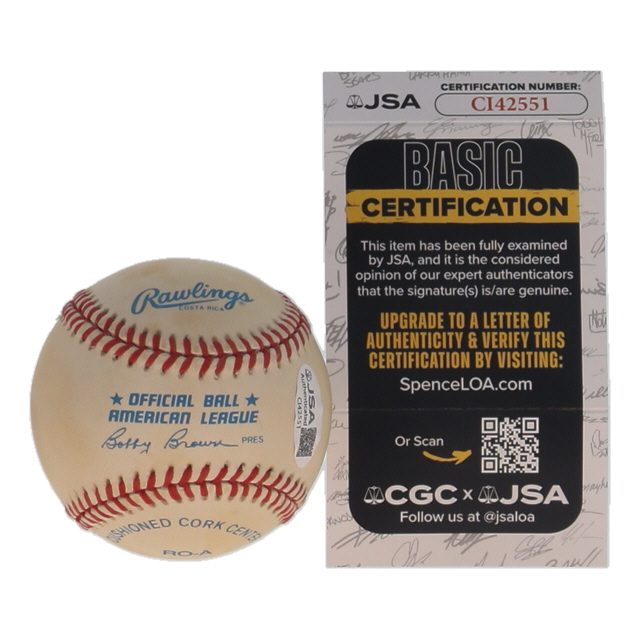 Rawlings
COSTA RICA
★ OFFICIAL BALL ★
AMERICAN LEAGUE
Bobby Brown PRES
CUSHIONED CORK CENTER
RO-A
JSA
Authenticated
CI42551
JSA
CERTIFICATION NUMBER:
CI42551
BASIC
CERTIFICATION
This item has been fully examined
by JSA, and it is the considered
opinion of our expert authenticators
that the signature(s) is/are genuine.
UPGRADE TO A LETTER OF
AUTHENTICITY & VERIFY THIS
CERTIFICATION BY VISITING:
SpenceLOA.com
Or Scan
CGC x JSA
Follow us at @jsaloa